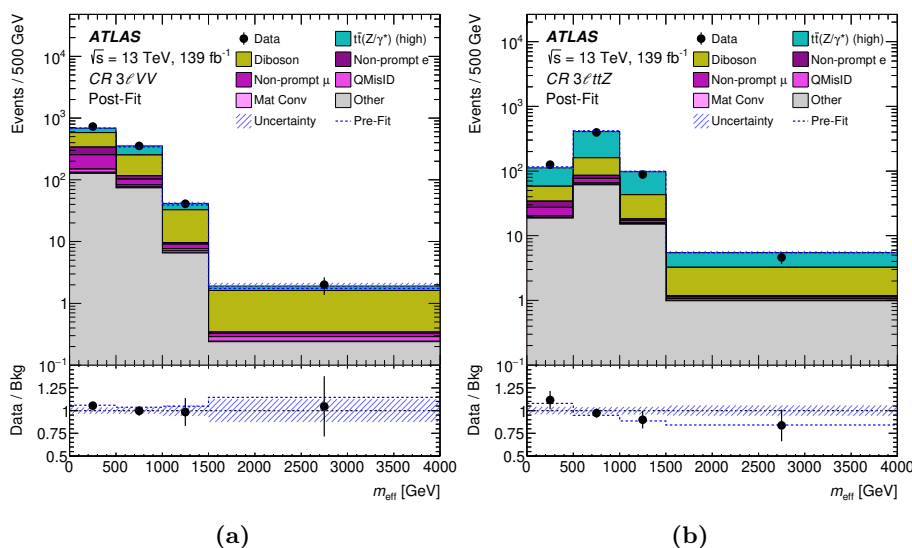 Events / 500 GeV
10⁴
10³
10²
10
1
10⁻¹
ATLAS
√s = 13 TeV, 139 fb⁻¹
CR 3ℓ VV
Post-Fit
Data
tt̄(Z/γ*) (high)
Diboson
Non-prompt e
Non-prompt μ
QMisID
Mat Conv
Other
Uncertainty
Pre-Fit
Data / Bkg
1.25
1
0.75
0.5
0 500 1000 1500 2000 2500 3000 3500 4000
m_eff [GeV]
(a)
Events / 500 GeV
10⁴
10³
10²
10
1
10⁻¹
ATLAS
√s = 13 TeV, 139 fb⁻¹
CR 3ℓ ttZ
Post-Fit
Data
tt̄(Z/γ*) (high)
Diboson
Non-prompt e
Non-prompt μ
QMisID
Mat Conv
Other
Uncertainty
Pre-Fit
Data / Bkg
1.25
1
0.75
0.5
0 500 1000 1500 2000 2500 3000 3500 4000
m_eff [GeV]
(b)